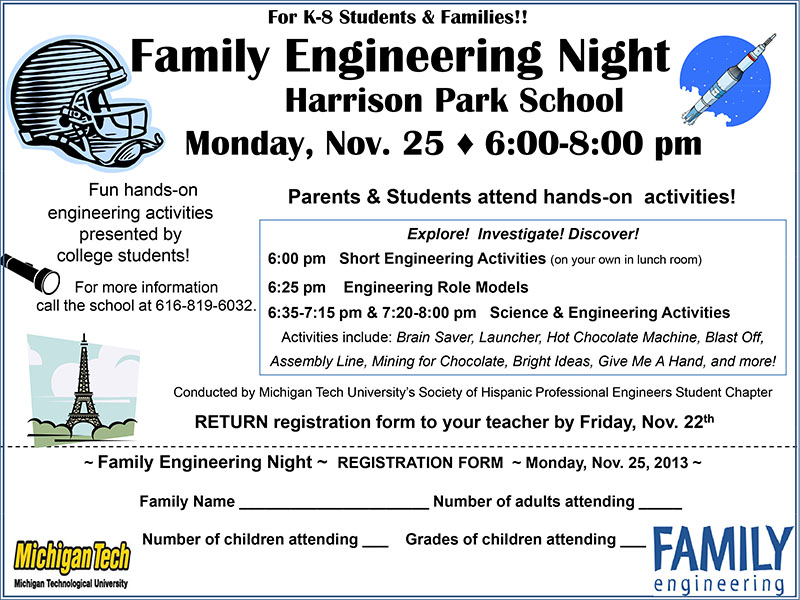 For K-8 Students & Families!!
Family Engineering Night
Harrison Park School
Monday, Nov. 25 ♦ 6:00-8:00 pm
Fun hands-on
engineering activities
presented by
college students!
For more information
call the school at 616-819-6032.
Parents & Students attend hands-on activities!
Explore! Investigate! Discover!
6:00 pm Short Engineering Activities (on your own in lunch room)
6:25 pm Engineering Role Models
6:35-7:15 pm & 7:20-8:00 pm Science & Engineering Activities
Activities include: Brain Saver, Launcher, Hot Chocolate Machine, Blast Off,
Assembly Line, Mining for Chocolate, Bright Ideas, Give Me A Hand, and more!
Conducted by Michigan Tech University's Society of Hispanic Professional Engineers Student Chapter
RETURN registration form to your teacher by Friday, Nov. 22th
~ Family Engineering Night ~ REGISTRATION FORM ~ Monday, Nov. 25, 2013 ~
Family Name ______________________ Number of adults attending _____
Number of children attending ___ Grades of children attending ___
Michigan Tech
Michigan Technological University
FAMILY
engineering